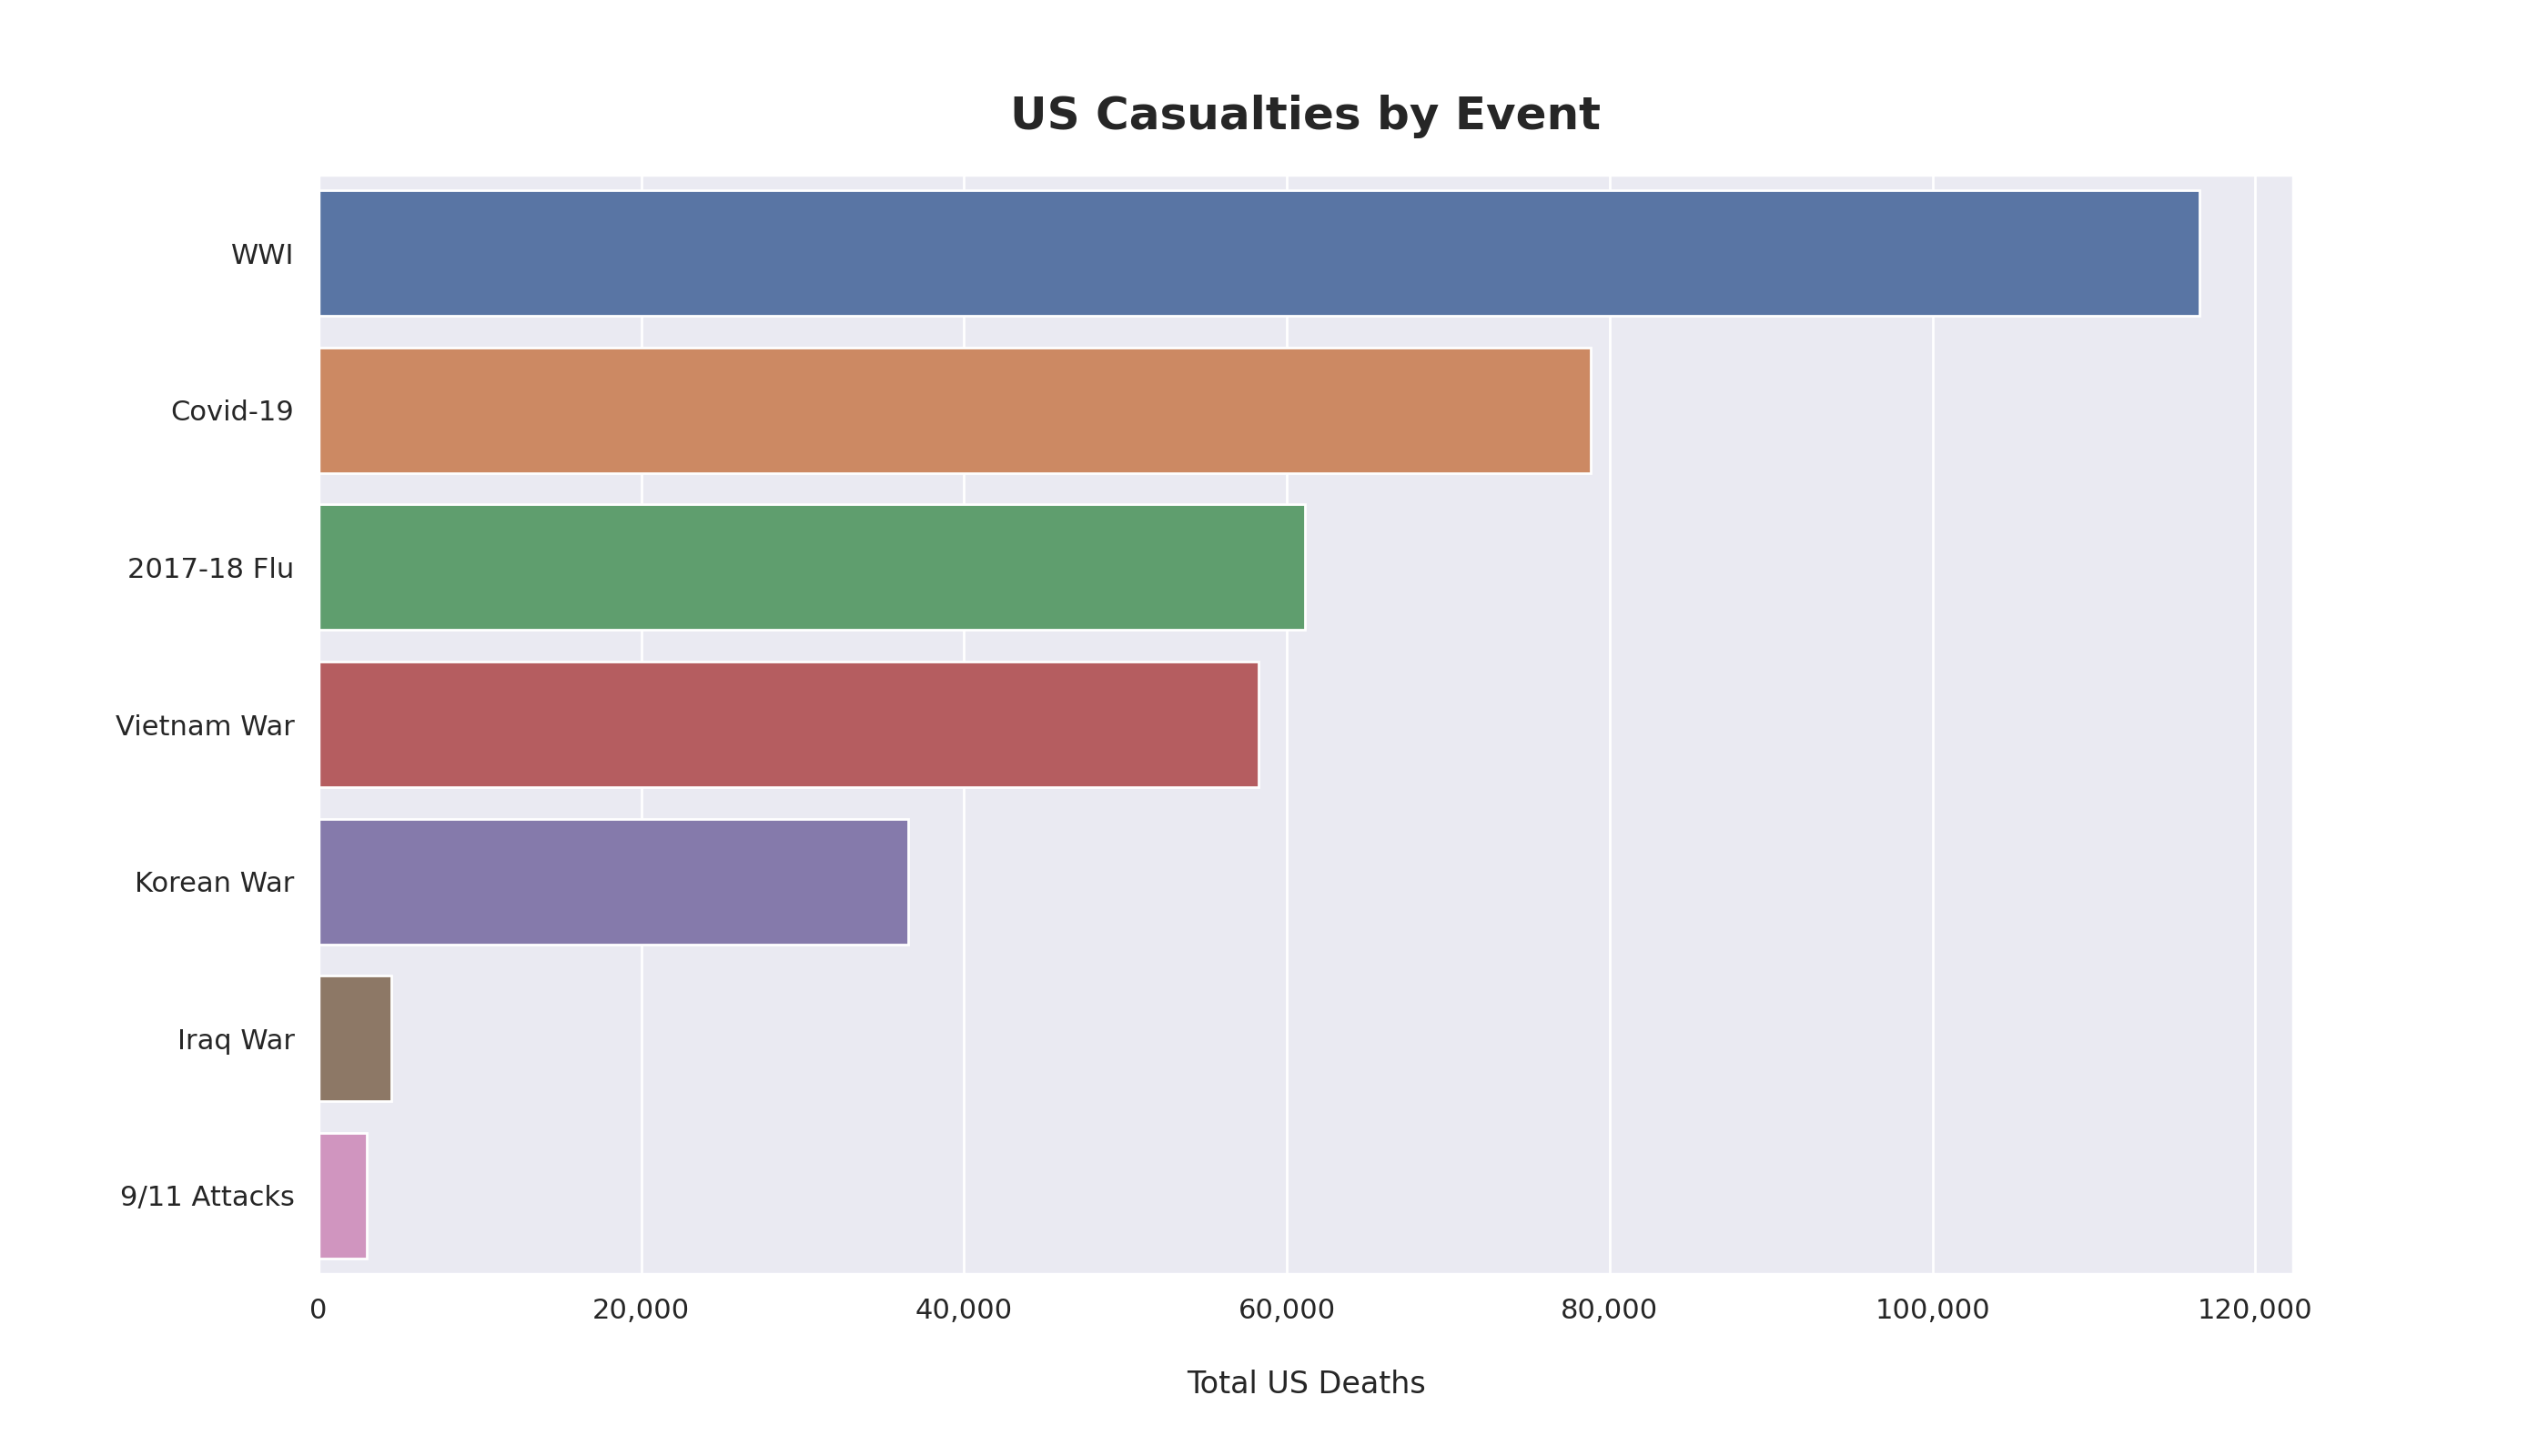 US Casualties by Event
WWI
Covid-19
2017-18 Flu
Vietnam War
Korean War
Iraq War
9/11 Attacks
0 20,000 40,000 60,000 80,000 100,000 120,000
Total US Deaths